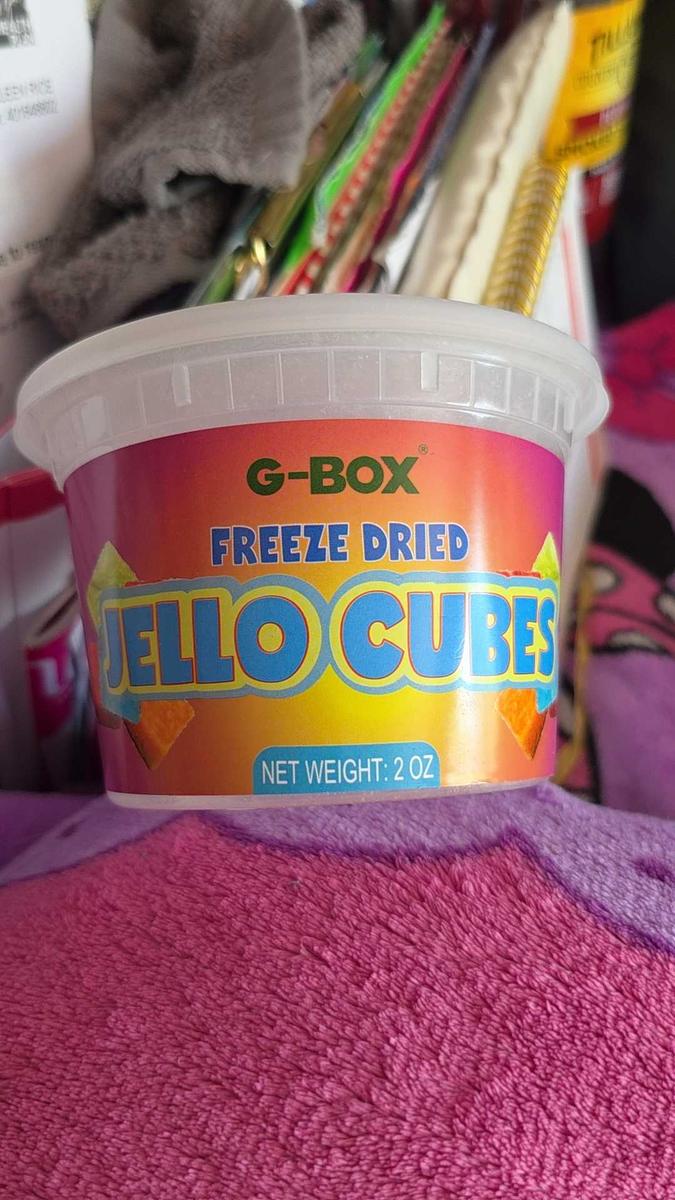 G-BOX®
FREEZE DRIED
JELLO CUBES
NET WEIGHT: 2 OZ